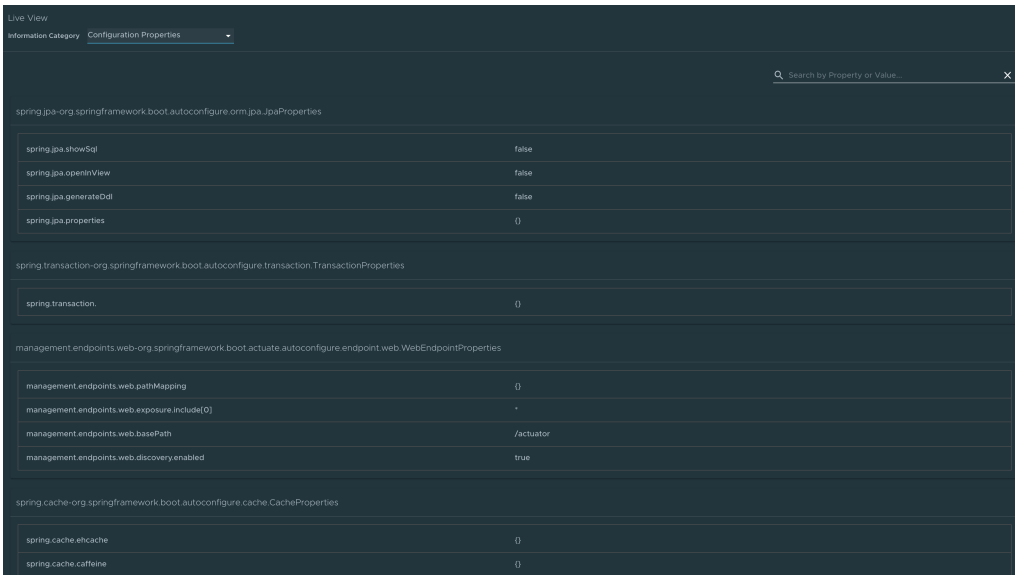 Live View
Information Category Configuration Properties
Search by Property or Value...
spring.jpa-org.springframework.boot.autoconfigure.orm.jpa.JpaProperties
spring.jpa.showSql false
spring.jpa.openInView false
spring.jpa.generateDdl false
spring.jpa.properties {}
spring.transaction-org.springframework.boot.autoconfigure.transaction.TransactionProperties
spring.transaction. {}
management.endpoints.web-org.springframework.boot.actuate.autoconfigure.endpoint.web.WebEndpointProperties
management.endpoints.web.pathMapping {}
management.endpoints.web.exposure.include[0] *
management.endpoints.web.basePath /actuator
management.endpoints.web.discovery.enabled true
spring.cache-org.springframework.boot.autoconfigure.cache.CacheProperties
spring.cache.ehcache {}
spring.cache.caffeine {}